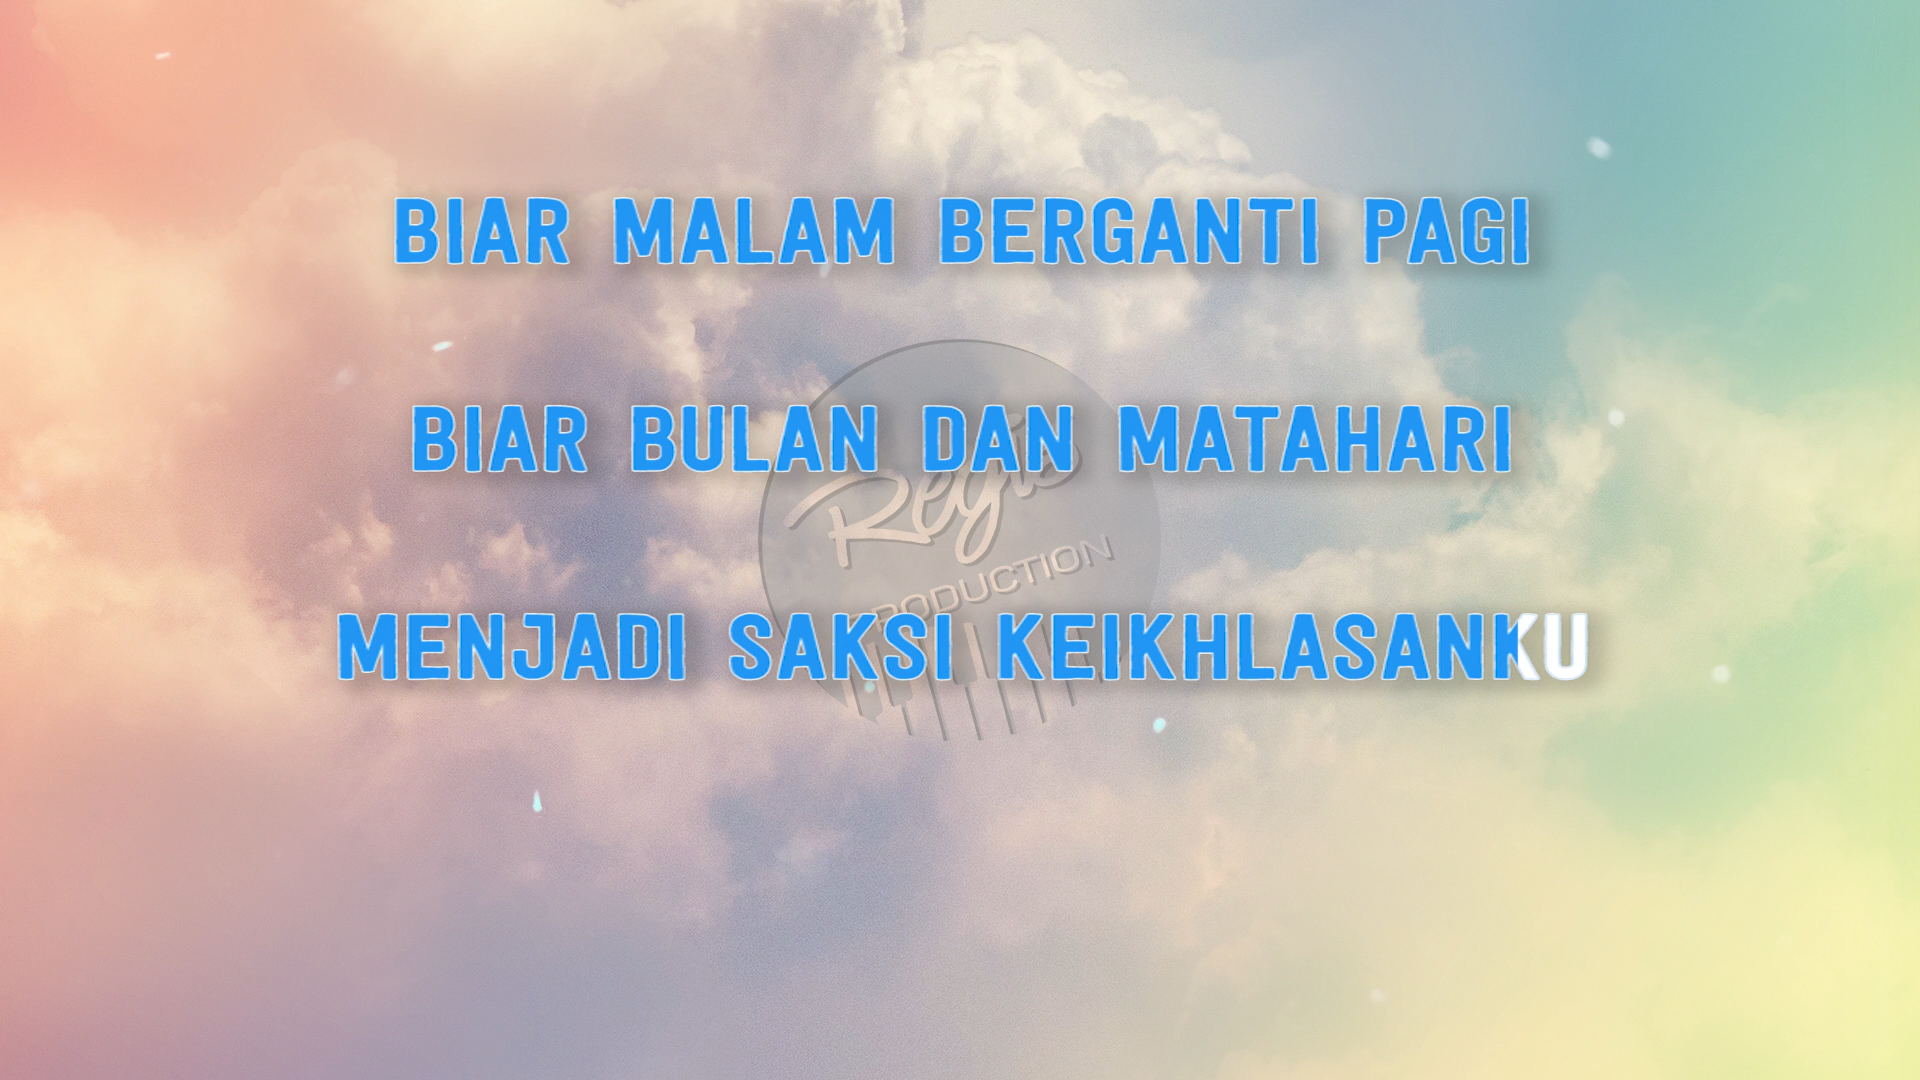 BIAR MALAM BERGANTI PAGI
BIAR BULAN DAN MATAHARI
Regis
PRODUCTION
MENJADI SAKSI KEIKHLASANKU